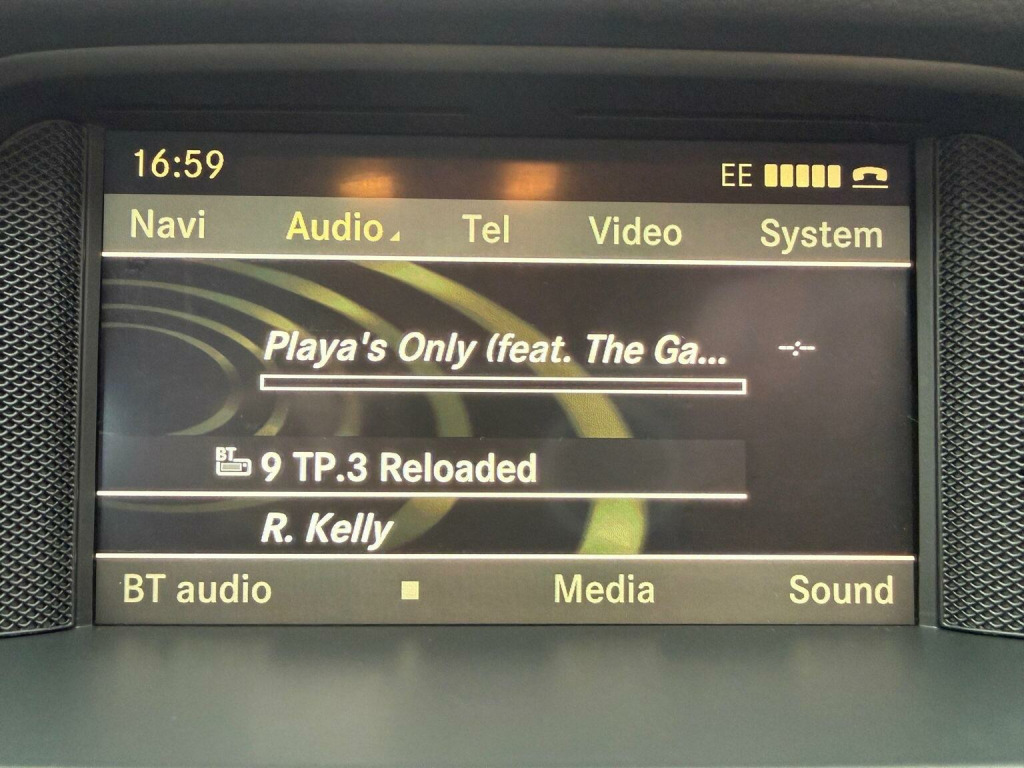 16:59 EE
Navi Audio Tel Video System
Playa's Only (feat. The Ga... --:--
BT 9 TP.3 Reloaded
R. Kelly
BT audio Media Sound